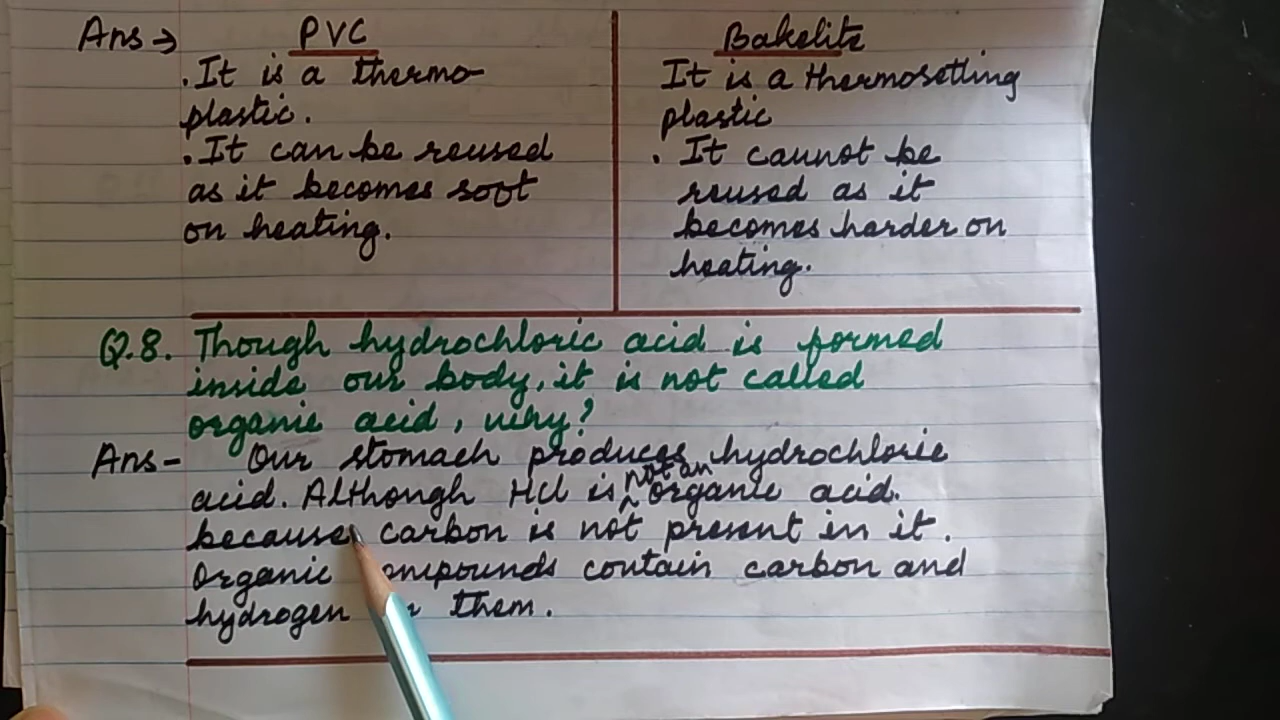 Ans → PVC
. It is a thermo-
plastic.
. It can be reused
as it becomes soft
on heating.
Bakelite
It is a thermosetting
plastic
. It cannot be
reused as it
becomes harder on
heating.
Q.8. Though hydrochloric acid is formed
inside our body, it is not called
organic acid, why?
Ans- Our stomach produces hydrochloric
acid. Although HCl is not an organic acid.
because carbon is not present in it.
Organic compounds contain carbon and
hydrogen them.